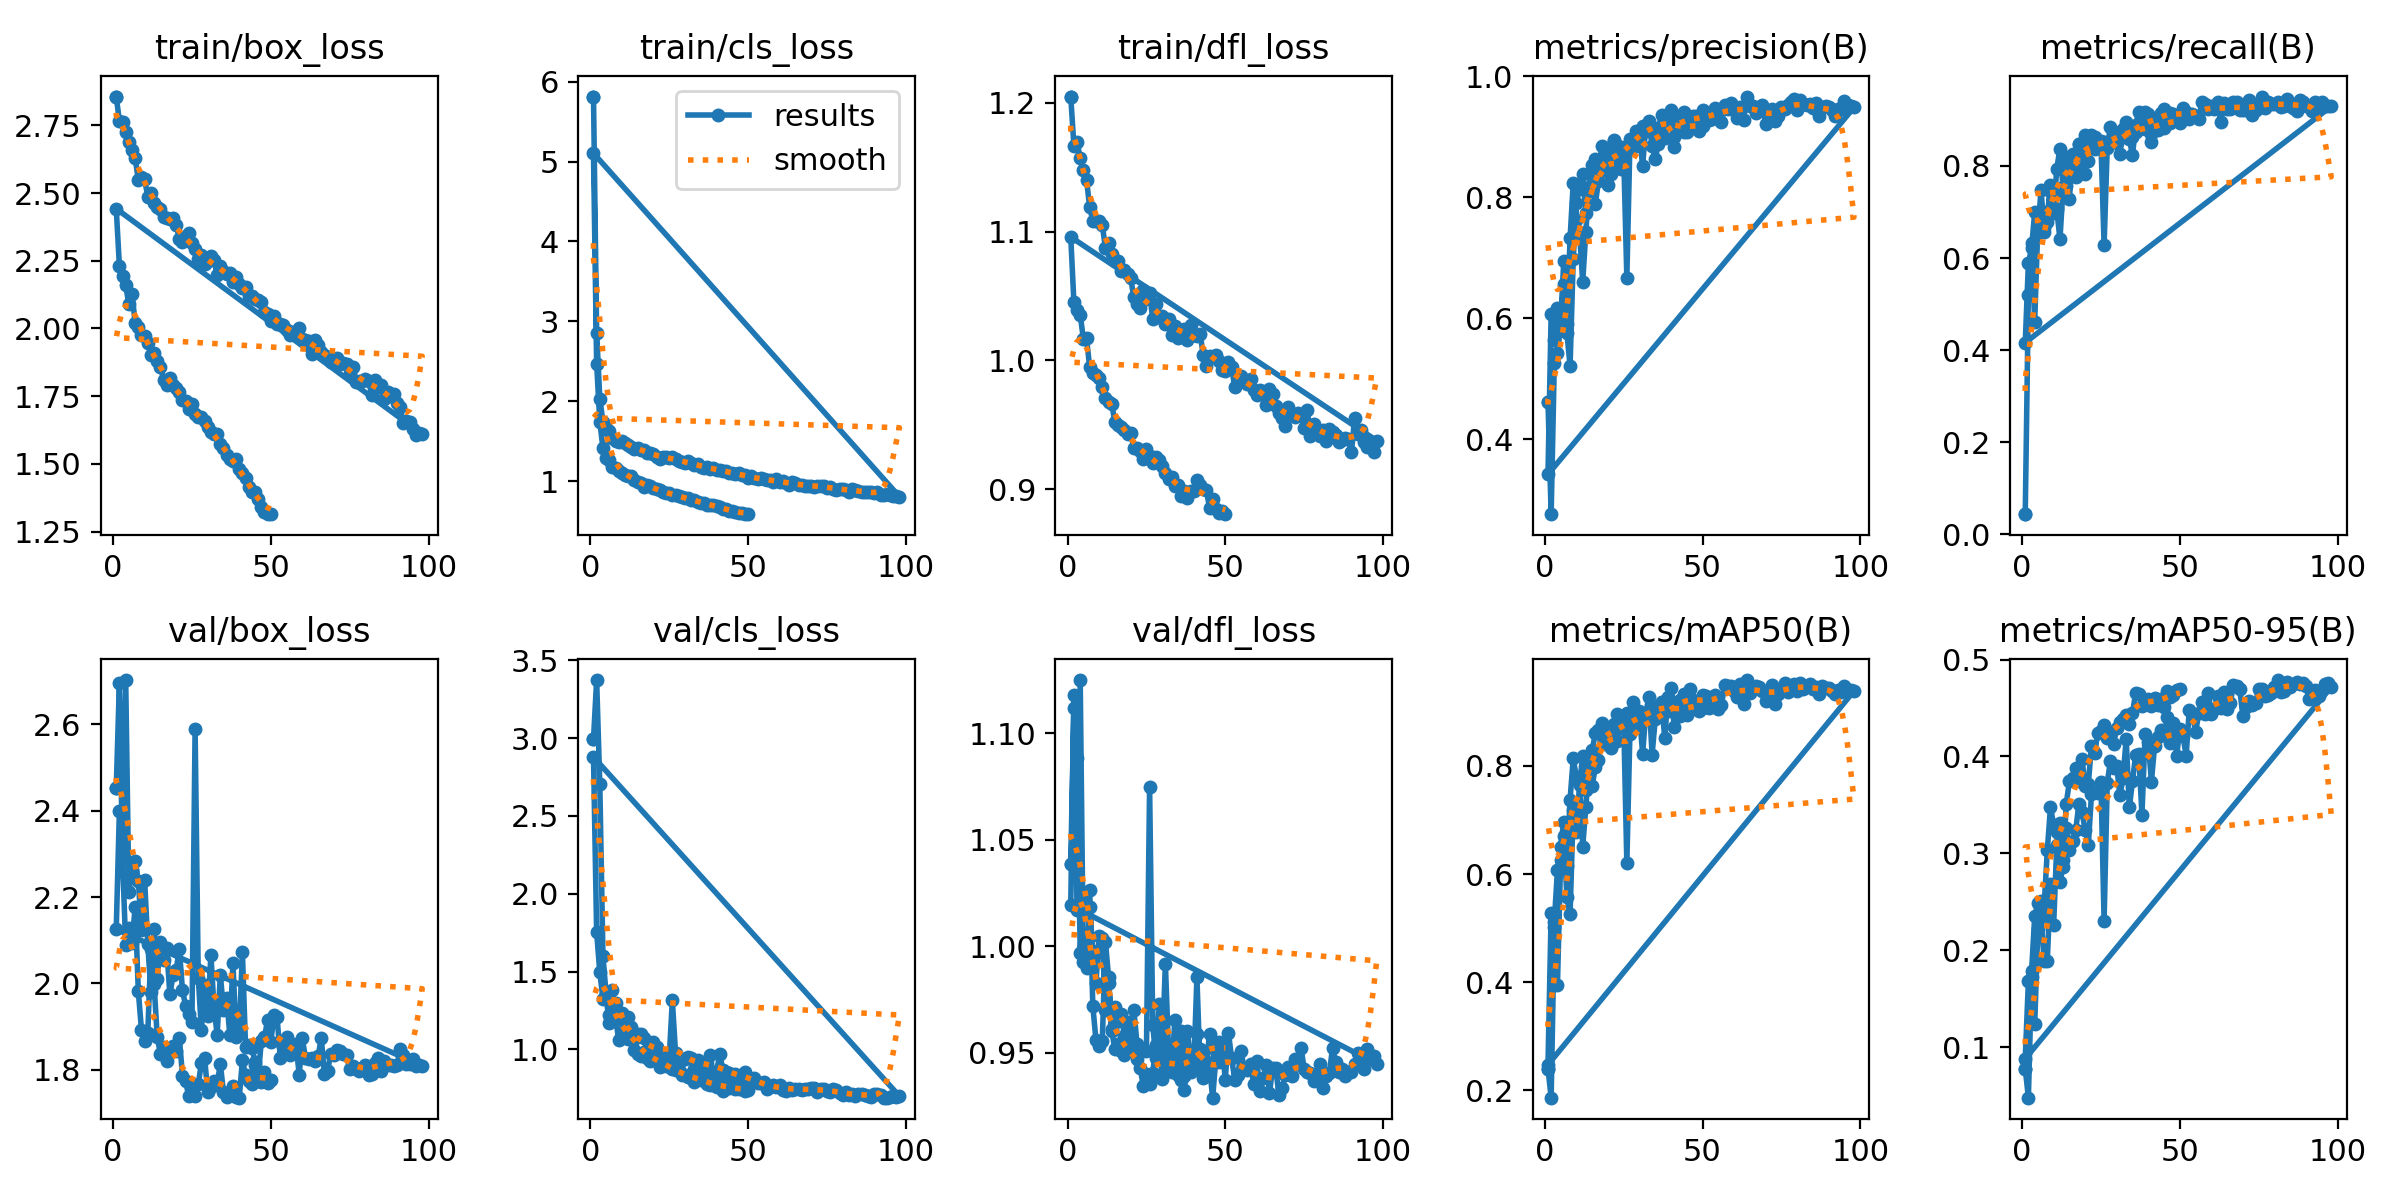 train/box_loss
2.75
2.50
2.25
2.00
1.75
1.50
1.25
0 50 100
train/cls_loss
results
smooth
6
5
4
3
2
1
0 50 100
train/dfl_loss
1.2
1.1
1.0
0.9
0 50 100
metrics/precision(B)
1.0
0.8
0.6
0.4
0 50 100
metrics/recall(B)
0.8
0.6
0.4
0.2
0.0
0 50 100
val/box_loss
2.6
2.4
2.2
2.0
1.8
0 50 100
val/cls_loss
3.5
3.0
2.5
2.0
1.5
1.0
0 50 100
val/dfl_loss
1.10
1.05
1.00
0.95
0 50 100
metrics/mAP50(B)
0.8
0.6
0.4
0.2
0 50 100
metrics/mAP50-95(B)
0.5
0.4
0.3
0.2
0.1
0 50 100